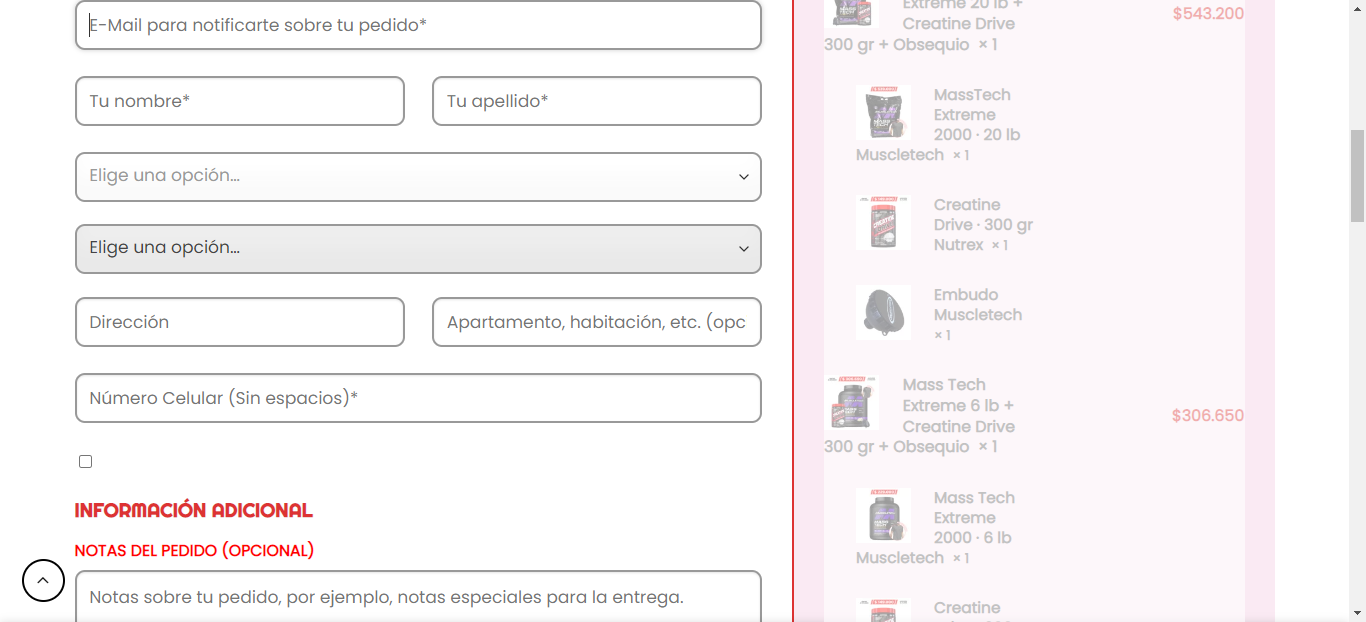 E-Mail para notificarte sobre tu pedido*
Tu nombre*
Tu apellido*
Elige una opción...
Elige una opción...
Dirección
Apartamento, habitación, etc. (opc
Número Celular (Sin espacios)*
INFORMACIÓN ADICIONAL
NOTAS DEL PEDIDO (OPCIONAL)
Notas sobre tu pedido, por ejemplo, notas especiales para la entrega.
Extreme 20 lb +
Creatine Drive
300 gr + Obsequio × 1
$543.200
MassTech
Extreme
2000 · 20 lb
Muscletech × 1
Creatine
Drive · 300 gr
Nutrex × 1
Embudo
Muscletech
× 1
Mass Tech
Extreme 6 lb +
Creatine Drive
300 gr + Obsequio × 1
$306.650
Mass Tech
Extreme
2000 · 6 lb
Muscletech × 1
Creatine